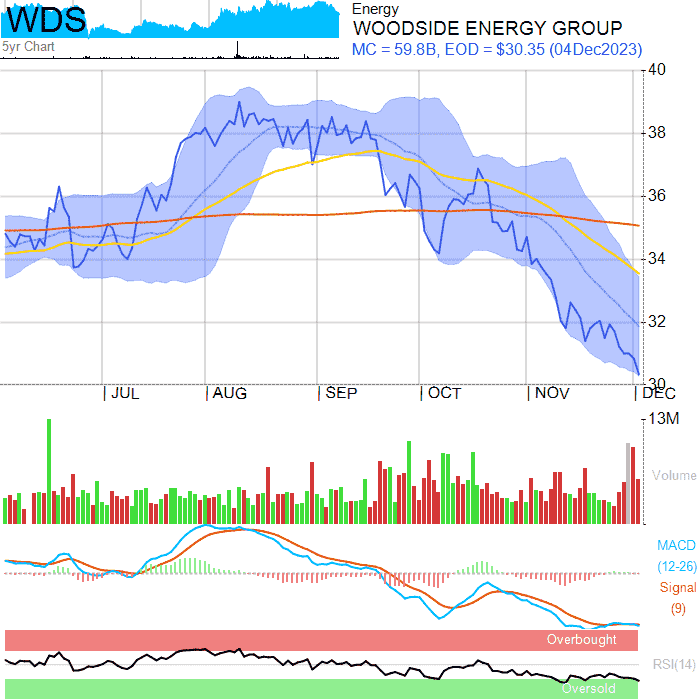 WDS
5yr Chart
Energy
WOODSIDE ENERGY GROUP
MC = 59.8B, EOD = $30.35 (04Dec2023)
40
38
36
34
32
30
JUL AUG SEP OCT NOV DEC
13M
Volume
MACD
(12-26)
Signal
(9)
Overbought
RSI(14)
Oversold